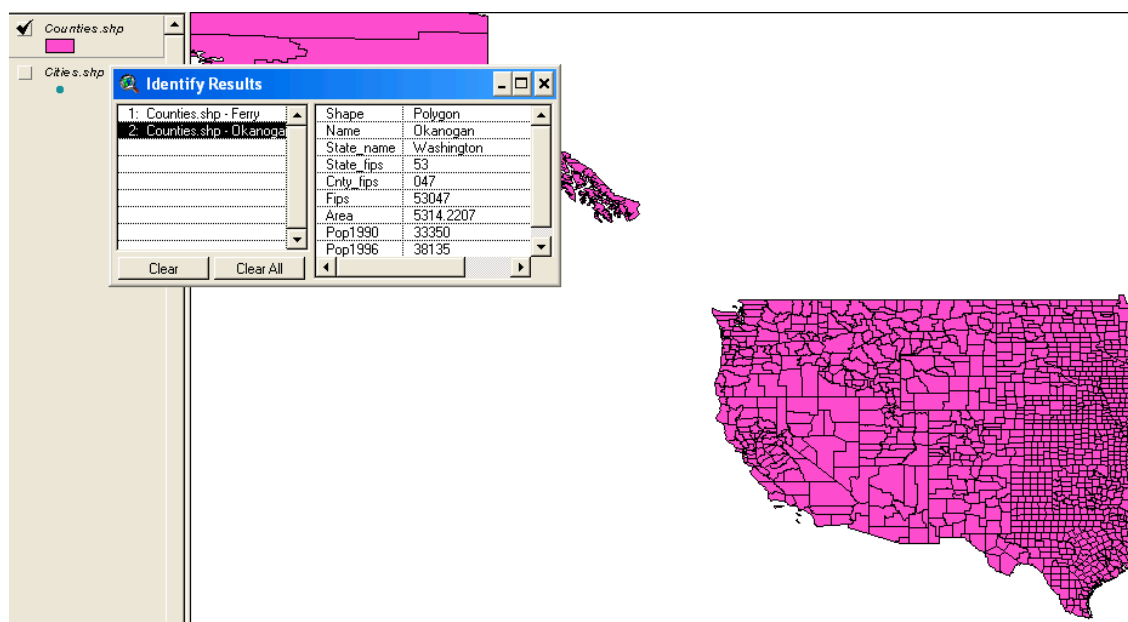 Counties.shp
Cities.shp
Identify Results
1: Counties.shp - Ferry
2: Counties.shp - Okanoga
Shape Polygon
Name Okanogan
State_name Washington
State_fips 53
Cnty_fips 047
Fips 53047
Area 5314.2207
Pop1990 33350
Pop1996 38135
Clear Clear All